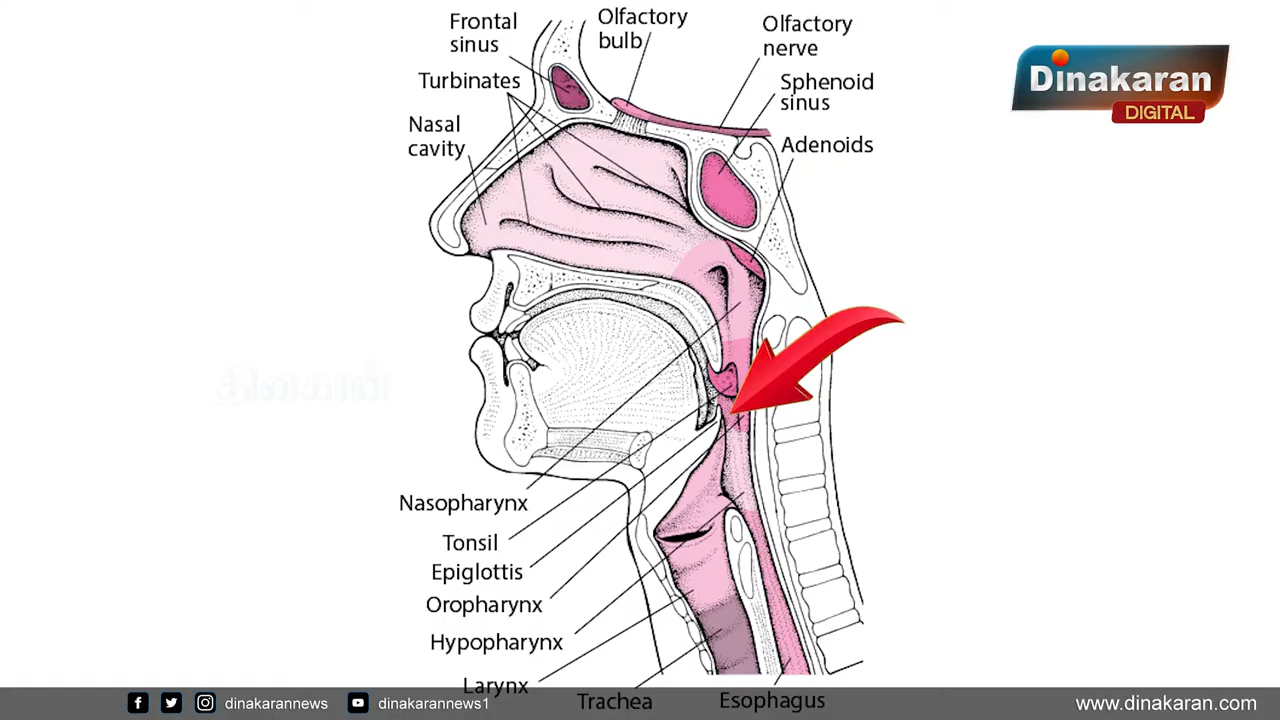 Frontal
sinus
Olfactory
bulb
Olfactory
nerve
Turbinates
Sphenoid
sinus
Nasal
cavity
Adenoids
Dinakaran
DIGITAL
தினகரன்
Nasopharynx
Tonsil
Epiglottis
Oropharynx
Hypopharynx
Larynx
Trachea
Esophagus
dinakarannews
dinakarannews1
www.dinakaran.com